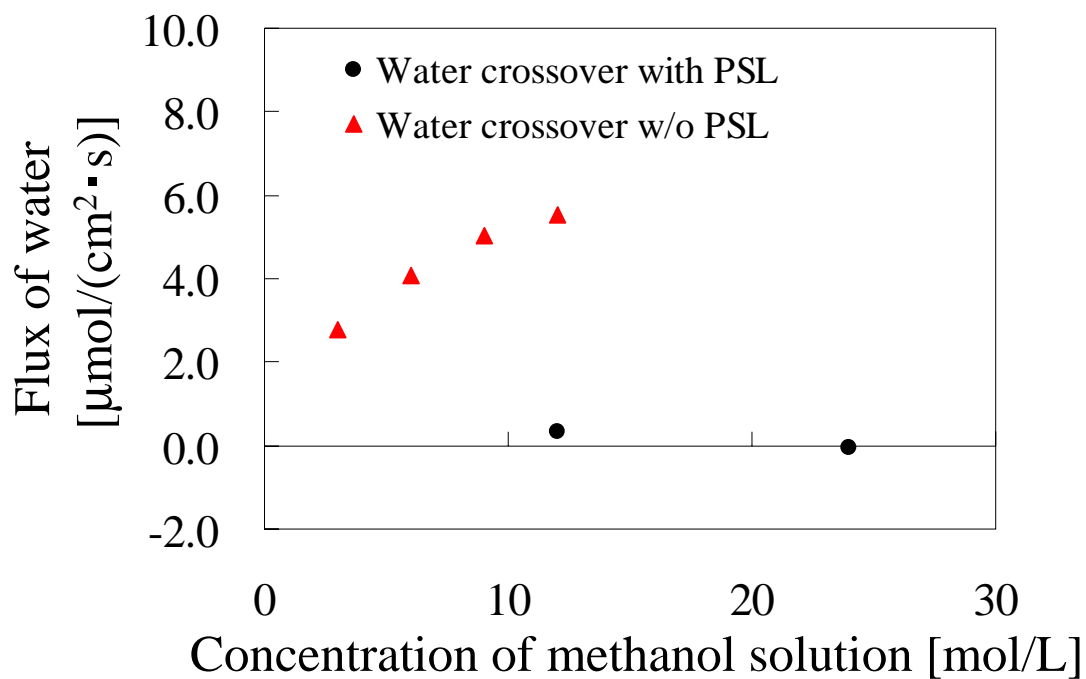 10.0
8.0
6.0
4.0
2.0
0.0
-2.0
Flux of water
[μmol/(cm²･s)]
Water crossover with PSL
Water crossover w/o PSL
0 10 20 30
Concentration of methanol solution [mol/L]